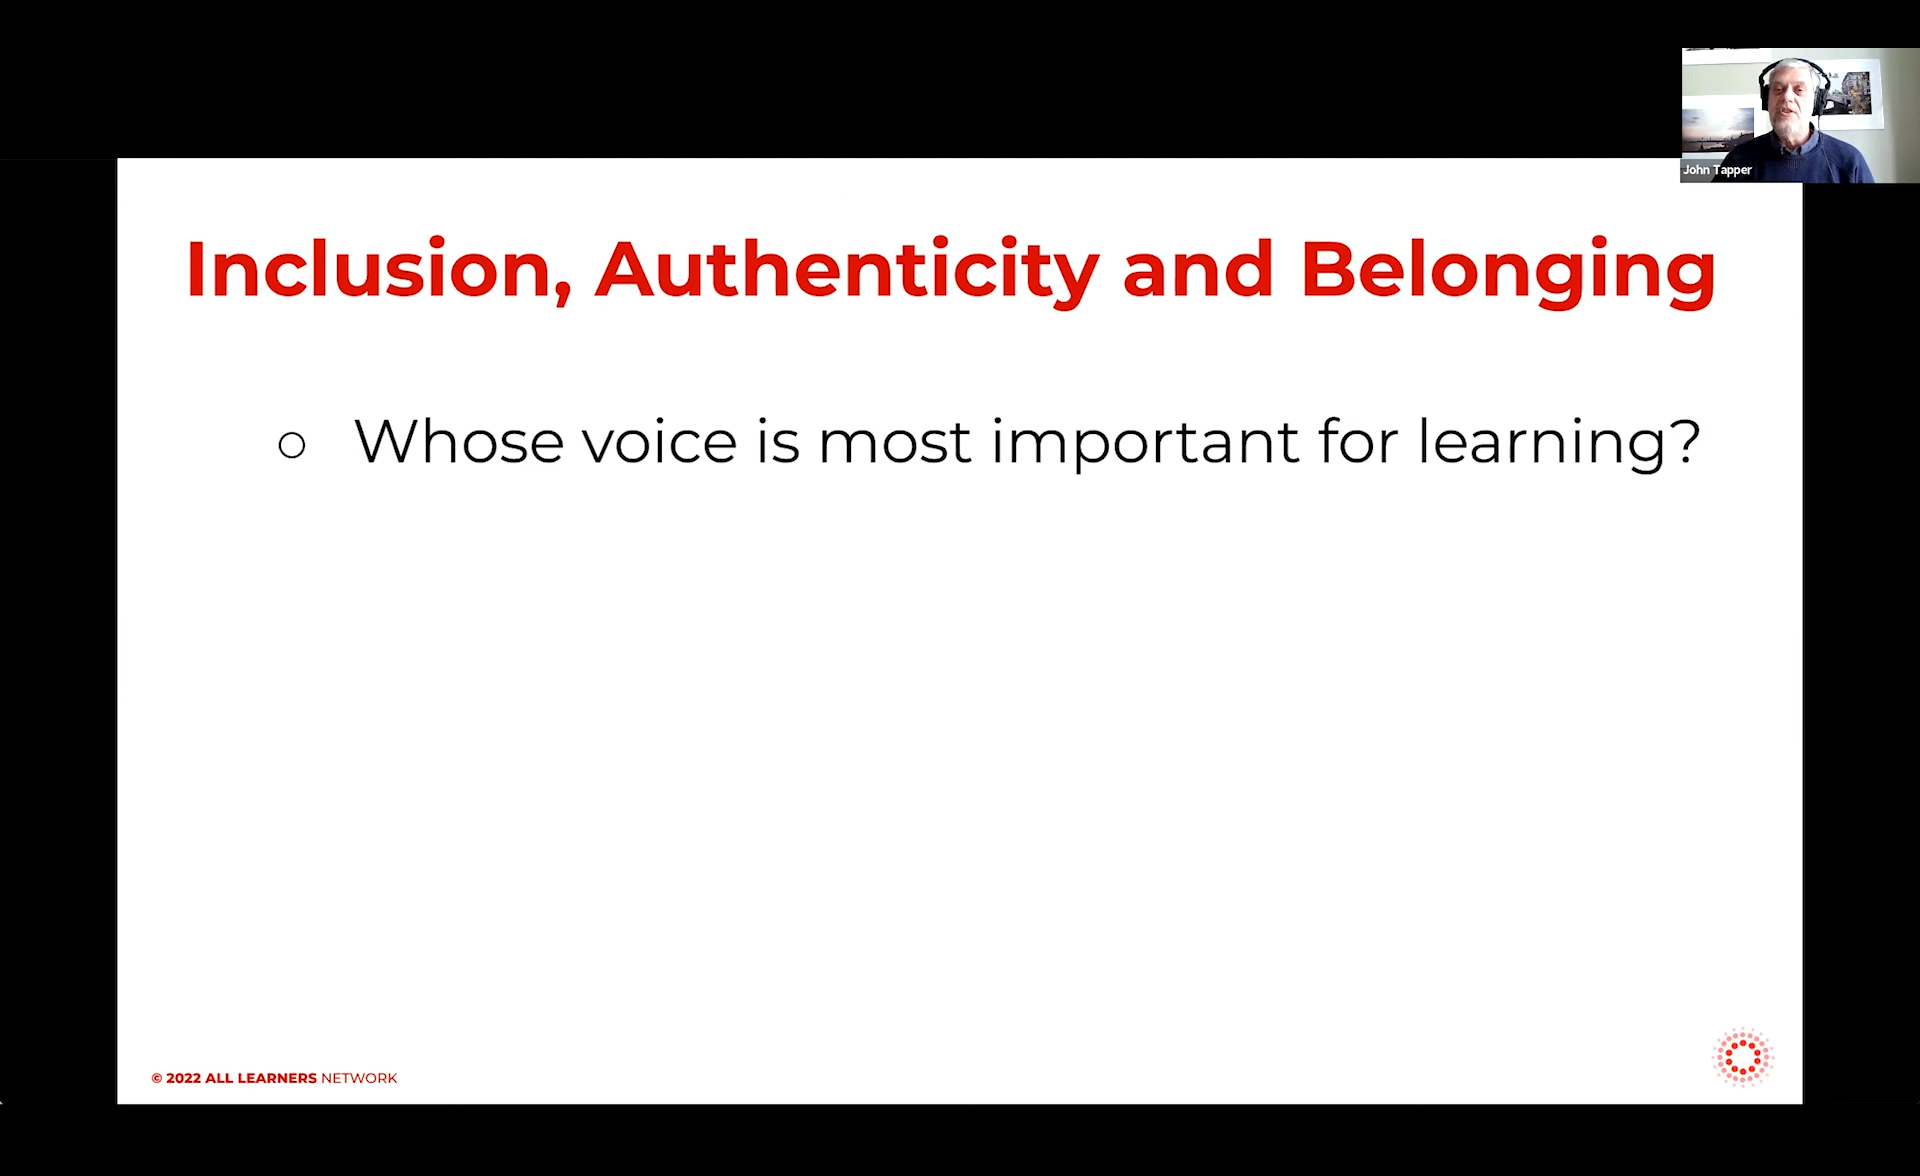 John Tapper
Inclusion, Authenticity and Belonging
○ Whose voice is most important for learning?
© 2022 ALL LEARNERS NETWORK